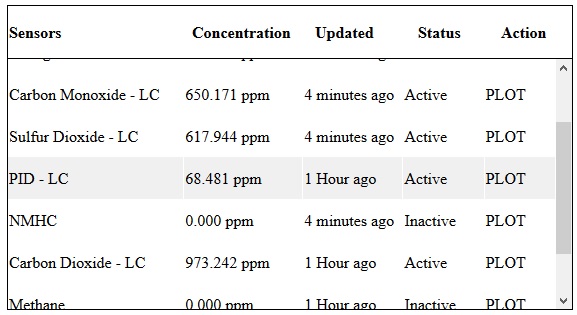 Sensors Concentration Updated Status Action
Carbon Monoxide - LC 650.171 ppm 4 minutes ago Active PLOT
Sulfur Dioxide - LC 617.944 ppm 4 minutes ago Active PLOT
PID - LC 68.481 ppm 1 Hour ago Active PLOT
NMHC 0.000 ppm 4 minutes ago Inactive PLOT
Carbon Dioxide - LC 973.242 ppm 1 Hour ago Active PLOT
Methane 0.000 ppm 1 Hour ago Inactive PLOT